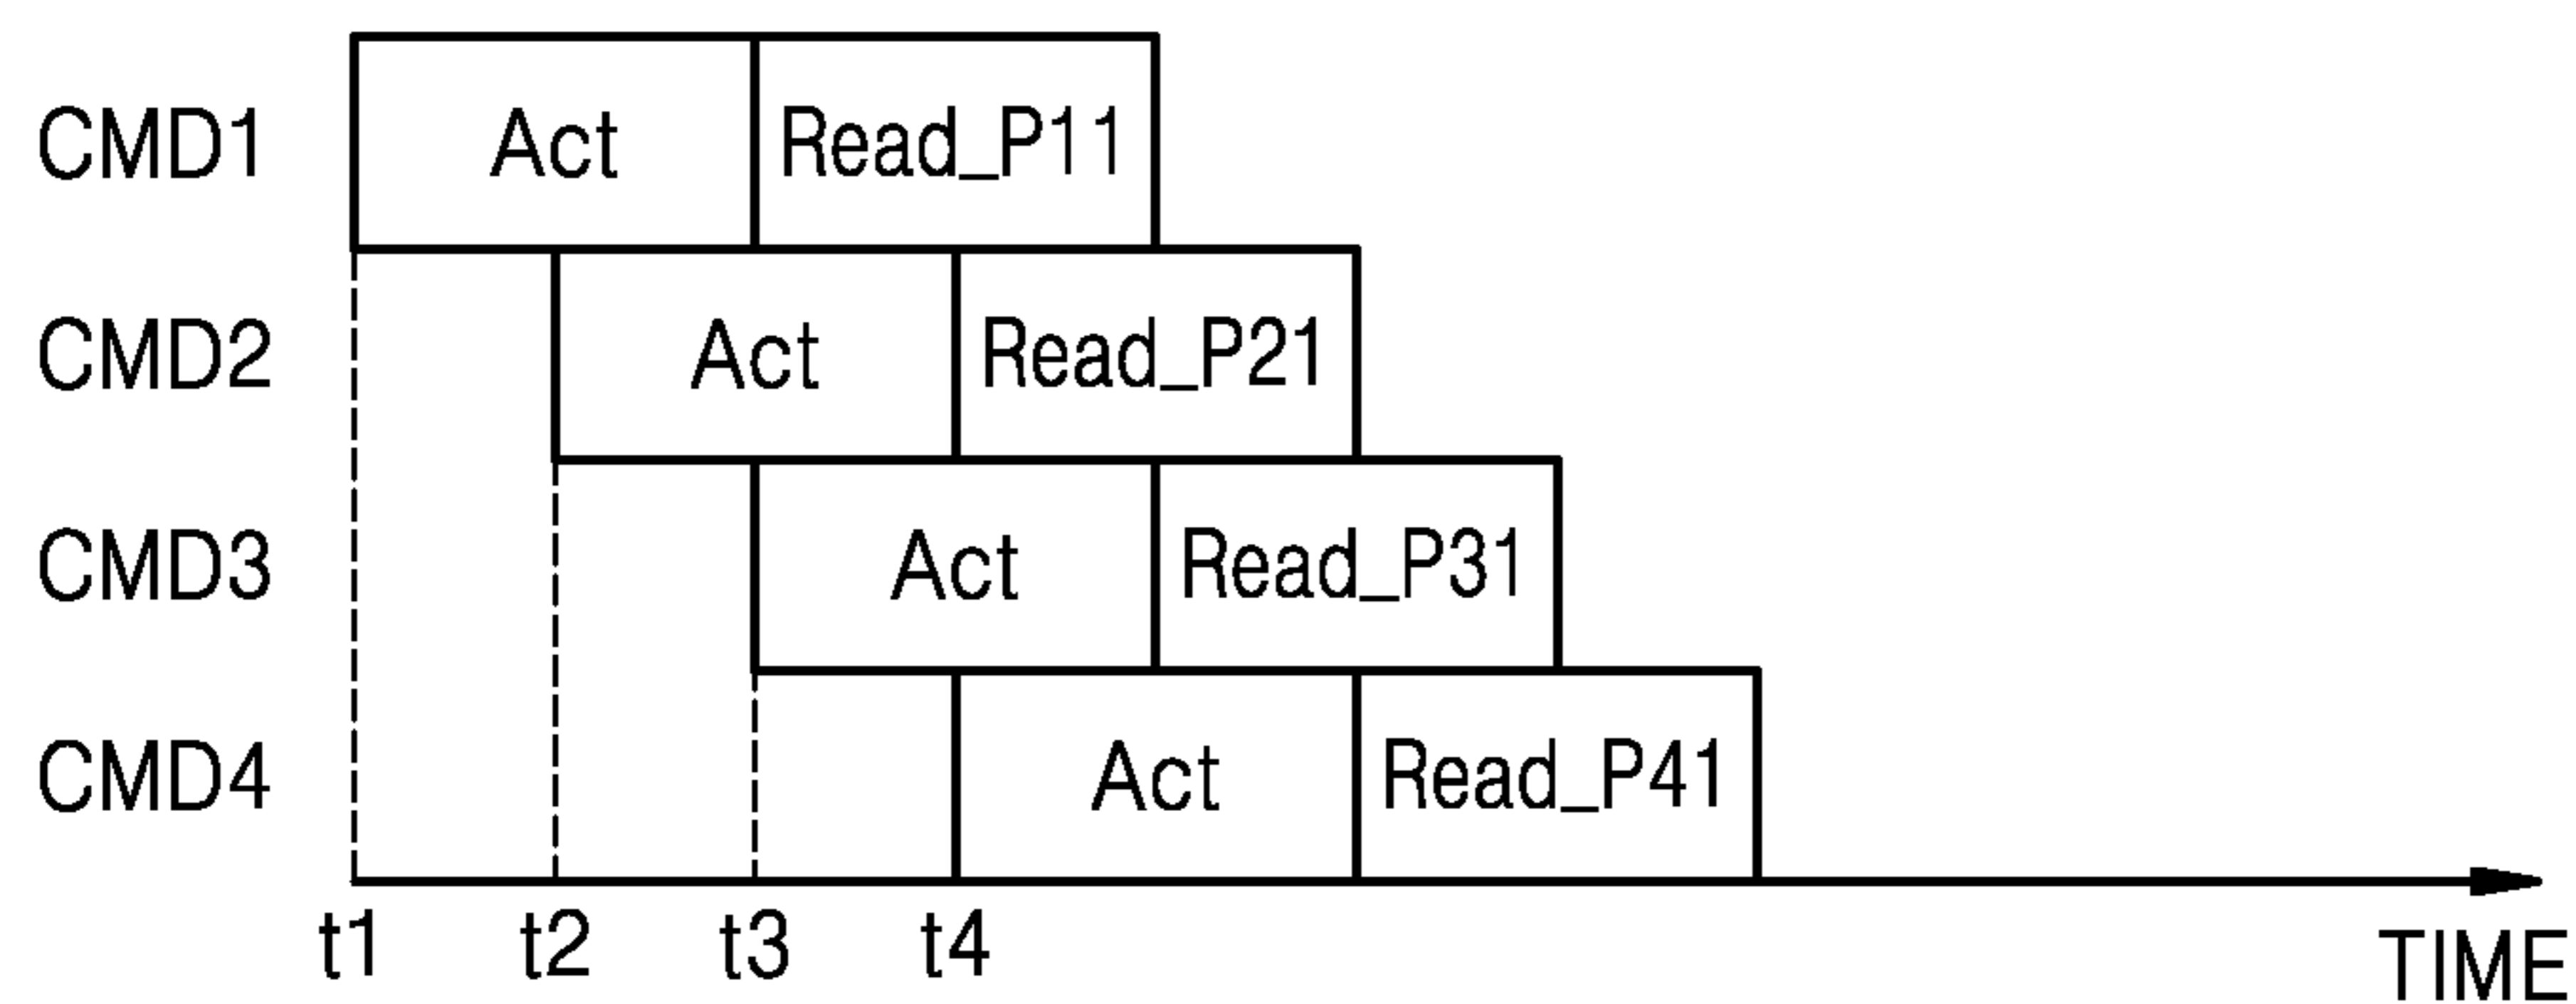 CMD1 Act Read_P11
CMD2 Act Read_P21
CMD3 Act Read_P31
CMD4 Act Read_P41
t1 t2 t3 t4 TIME